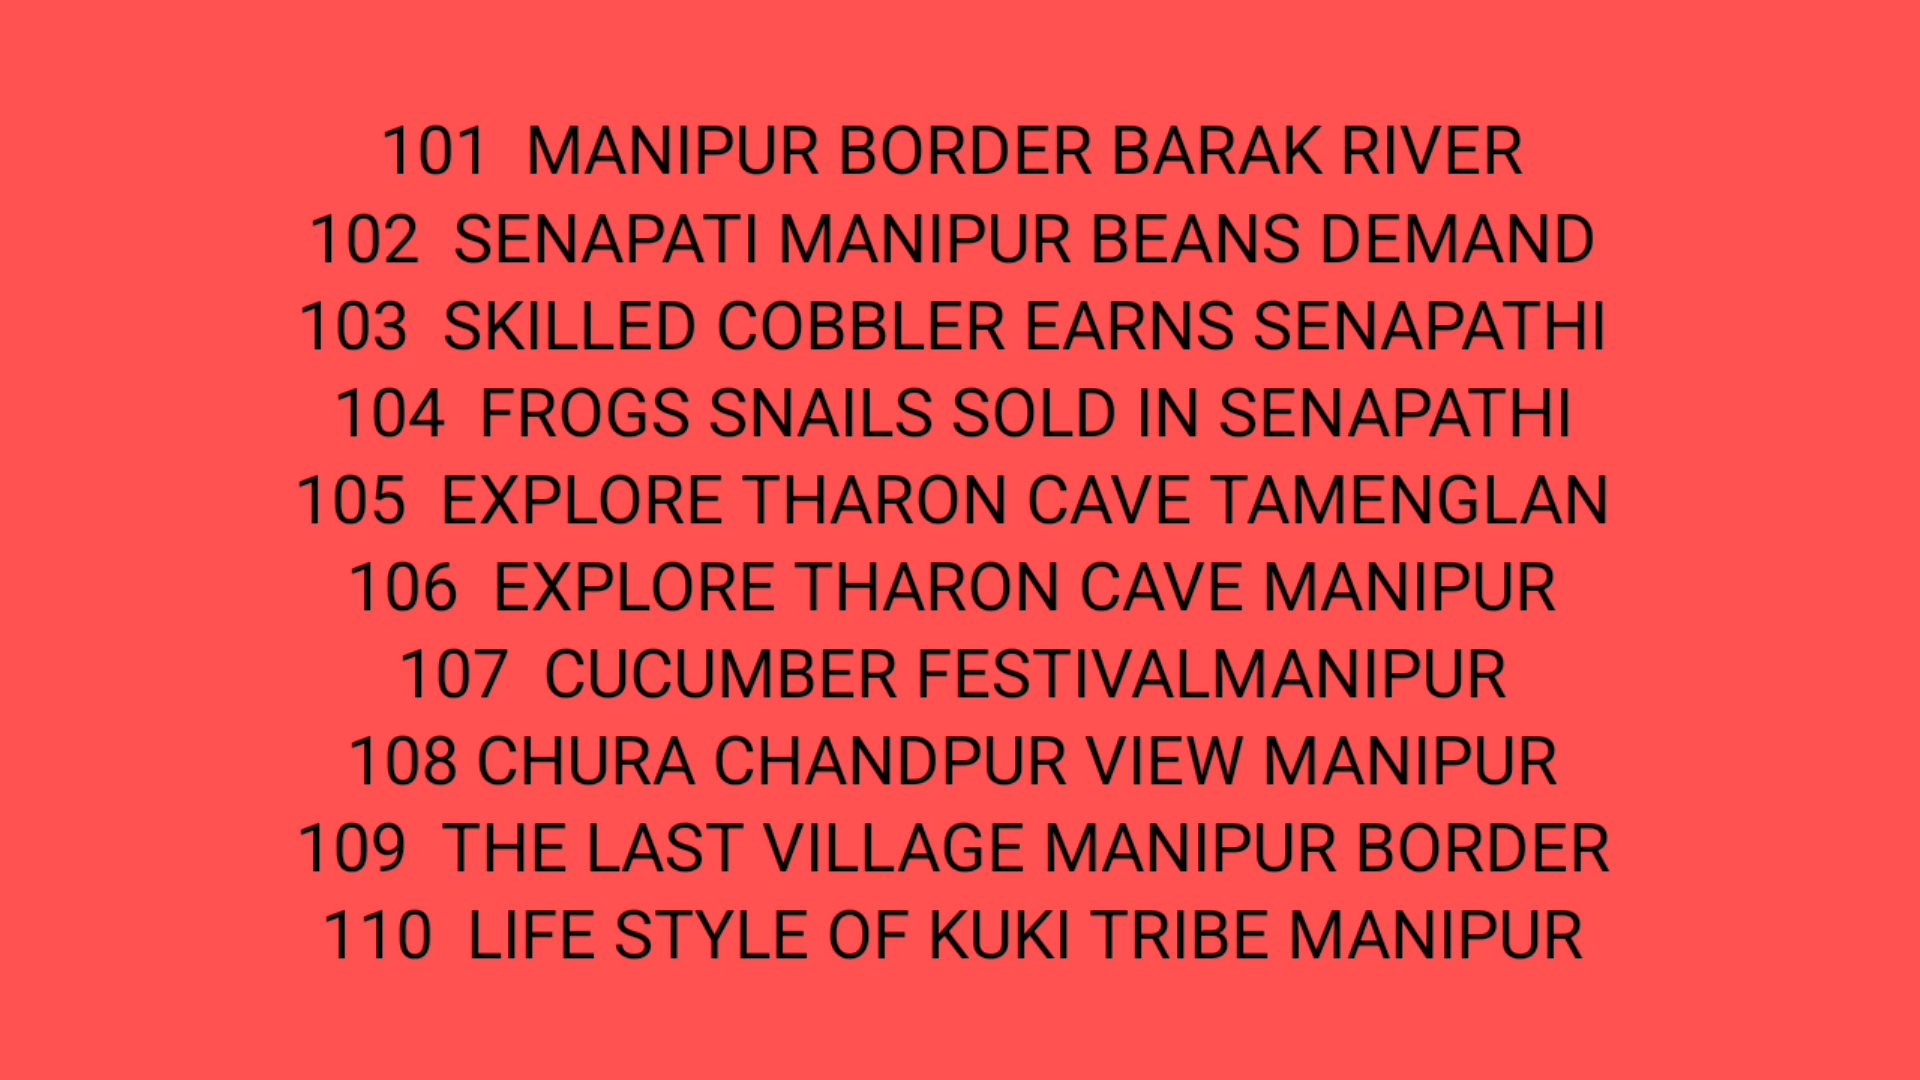 101  MANIPUR BORDER BARAK RIVER
102  SENAPATI MANIPUR BEANS DEMAND
103  SKILLED COBBLER EARNS SENAPATHI
104  FROGS SNAILS SOLD IN SENAPATHI
105  EXPLORE THARON CAVE TAMENGLAN
106  EXPLORE THARON CAVE MANIPUR
107  CUCUMBER FESTIVALMANIPUR
108 CHURA CHANDPUR VIEW MANIPUR
109  THE LAST VILLAGE MANIPUR BORDER
110  LIFE STYLE OF KUKI TRIBE MANIPUR